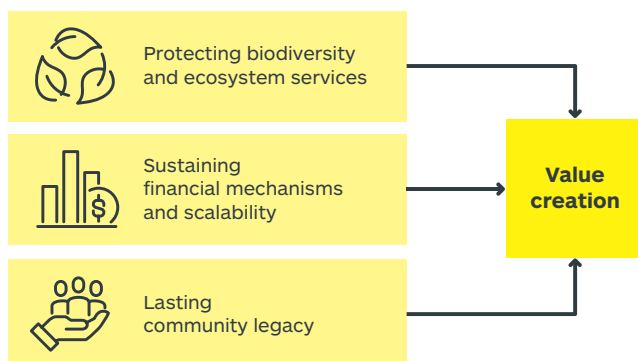 Protecting biodiversity
and ecosystem services
Sustaining
financial mechanisms
and scalability
$
Lasting
community legacy
Value
creation